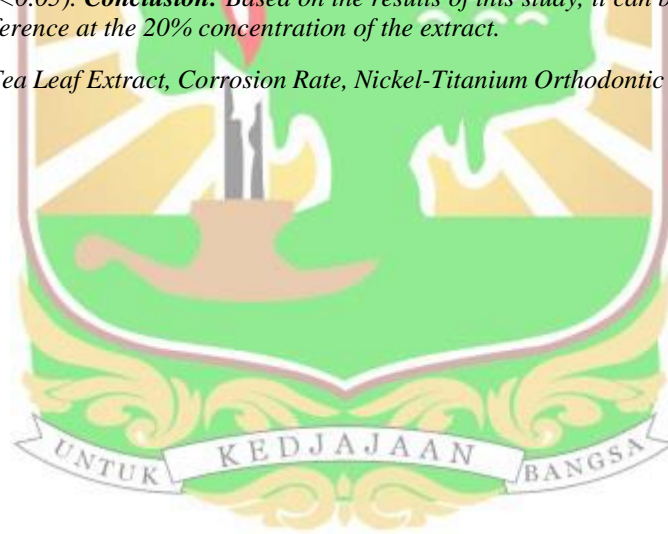 <0.05). Conclusion: Based on the results of this study, it can b
ference at the 20% concentration of the extract.
Tea Leaf Extract, Corrosion Rate, Nickel-Titanium Orthodontic
UNTUK KEDJAJAAN BANGSA